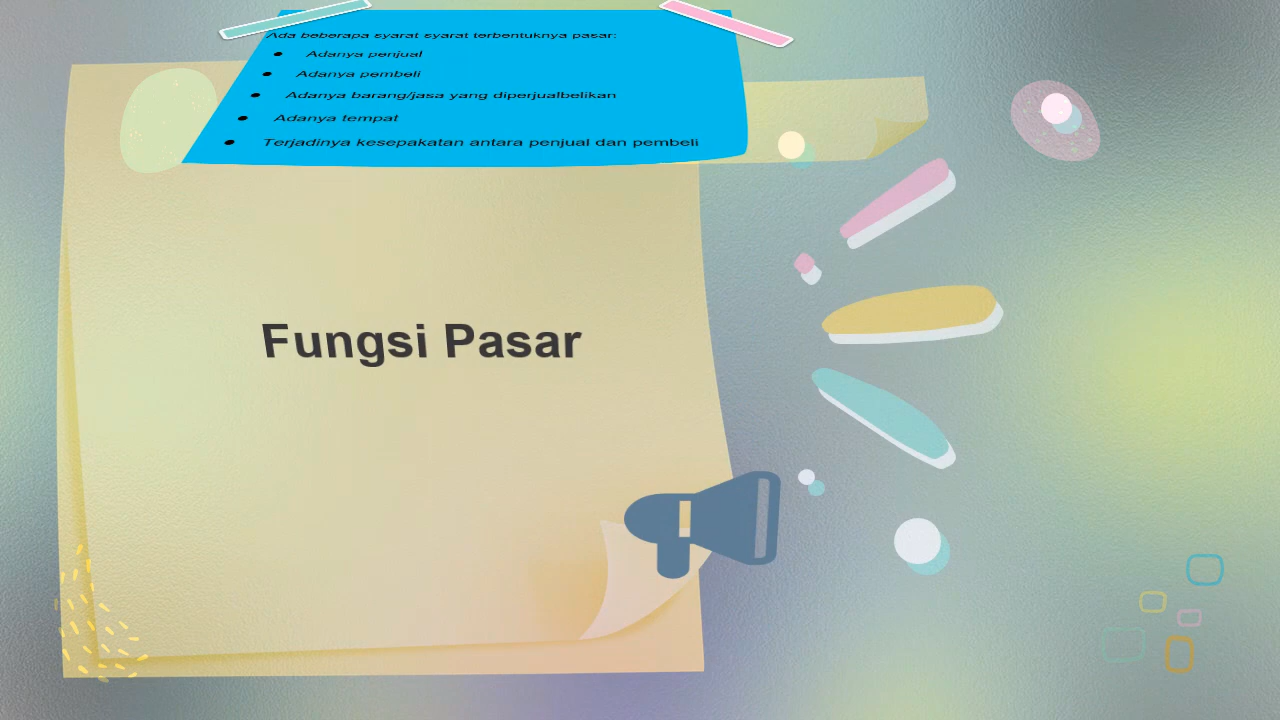 Ada beberapa syarat syarat terbentuknya pasar:
● Adanya penjual
● Adanya pembeli
● Adanya barang/jasa yang diperjualbelikan
● Adanya tempat
● Terjadinya kesepakatan antara penjual dan pembeli
Fungsi Pasar